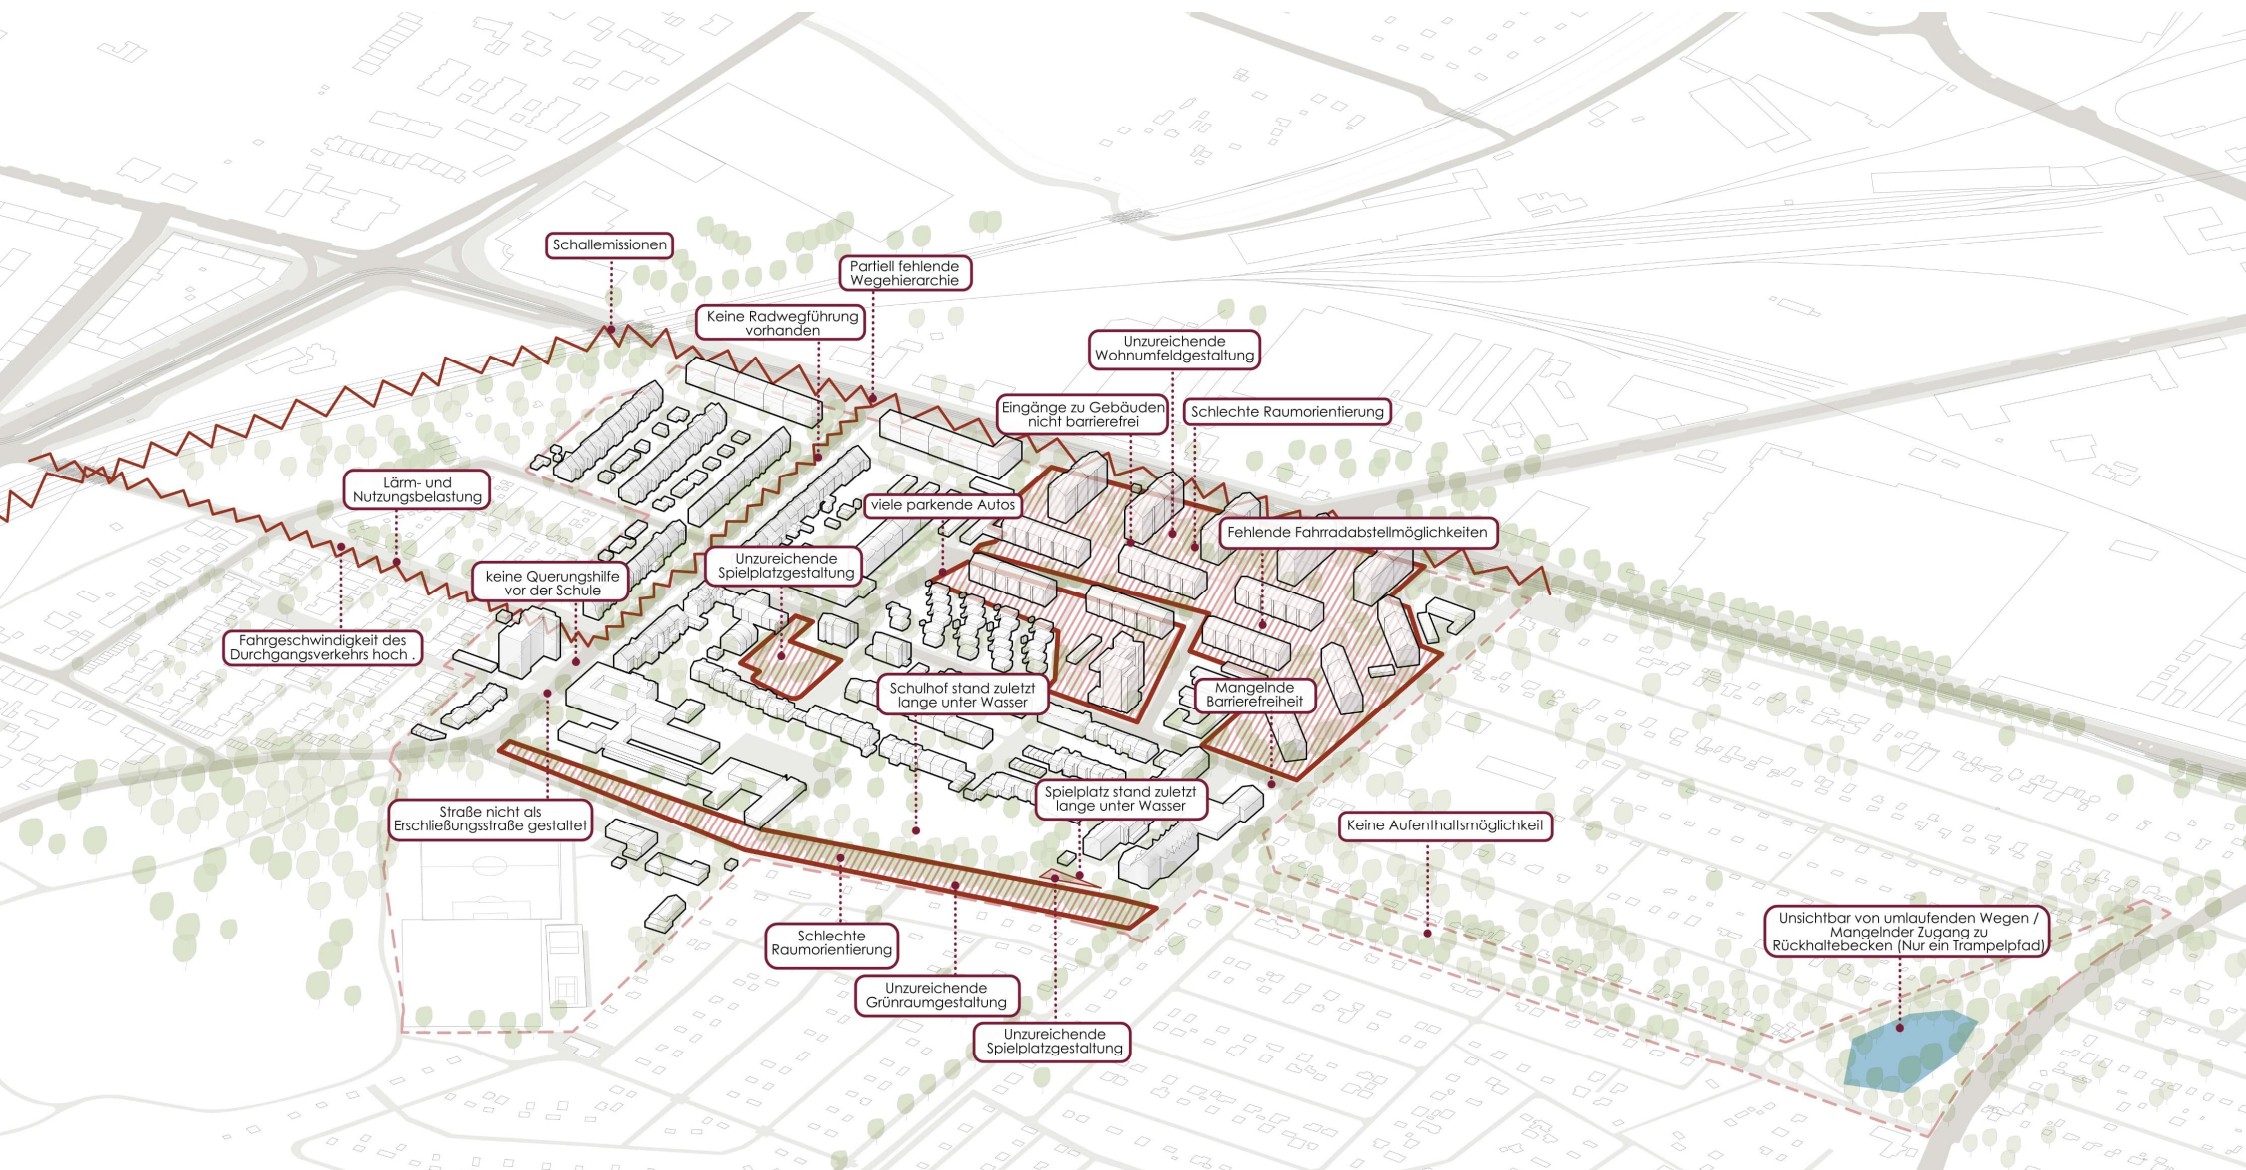 Schallemissionen
Partiell fehlende
Wegehierarchie
Keine Radwegführung
vorhanden
Unzureichende
Wohnumfeldgestaltung
Eingänge zu Gebäuden
nicht barrierefrei
Schlechte Raumorientierung
Lärm- und
Nutzungsbelastung
viele parkende Autos
Fehlende Fahrradabstellmöglichkeiten
Unzureichende
Spielplatzgestaltung
keine Querungshilfe
vor der Schule
Fahrgeschwindigkeit des
Durchgangsverkehrs hoch .
Schulhof stand zuletzt
lange unter Wasser
Mangelnde
Barrierefreiheit
Spielplatz stand zuletzt
lange unter Wasser
Straße nicht als
Erschließungsstraße gestaltet
Keine Aufenthaltsmöglichkeit
Schlechte
Raumorientierung
Unsichtbar von umlaufenden Wegen /
Mangelnder Zugang zu
Rückhaltebecken (Nur ein Trampelpfad)
Unzureichende
Grünraumgestaltung
Unzureichende
Spielplatzgestaltung